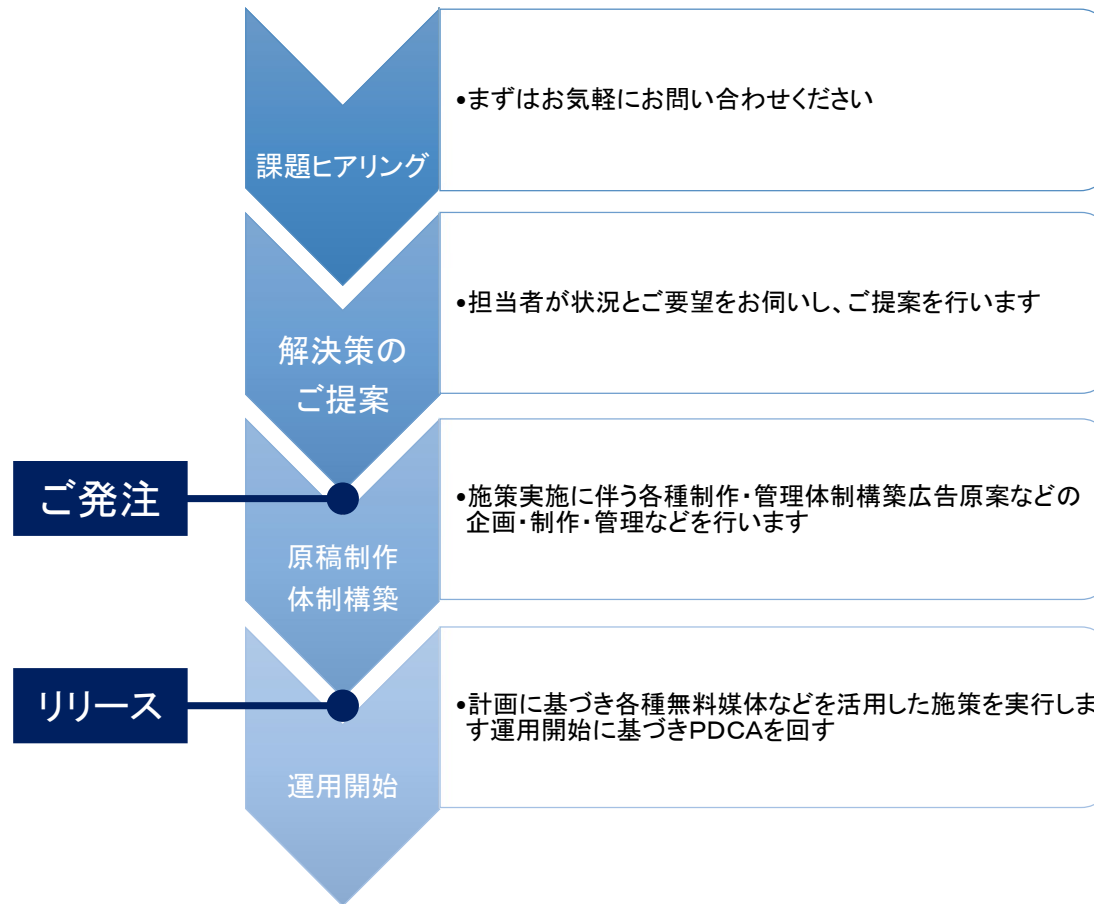 課題ヒアリング
•まずはお気軽にお問い合わせください
解決策の
ご提案
•担当者が状況とご要望をお伺いし、ご提案を行います
ご発注
原稿制作
体制構築
•施策実施に伴う各種制作・管理体制構築広告原案などの
企画・制作・管理などを行います
リリース
運用開始
•計画に基づき各種無料媒体などを活用した施策を実行しま
す運用開始に基づきPDCAを回す